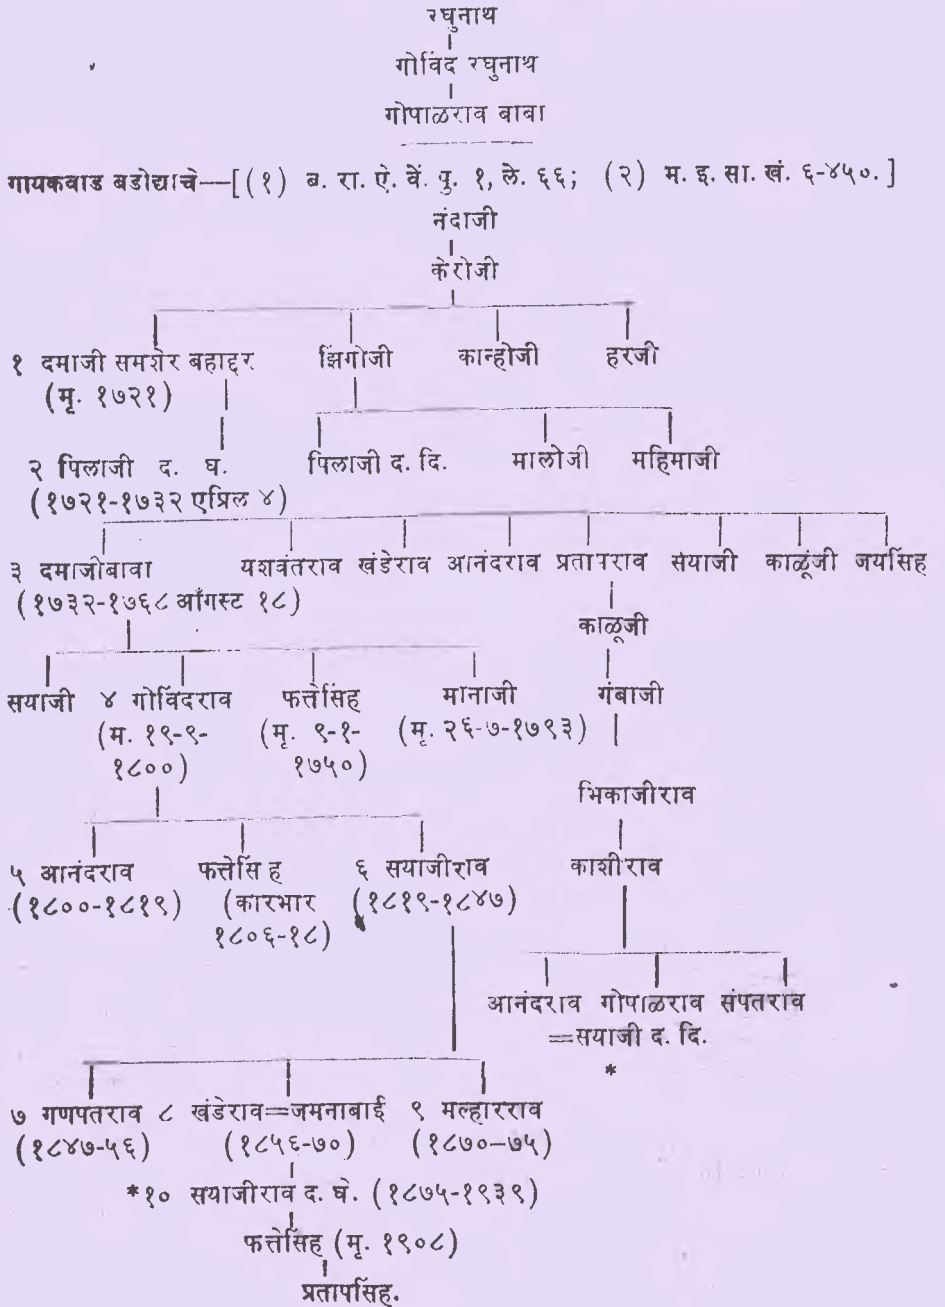 रघुनाथ
गोविंद रघुनाथ
गोपाळराव बाबा
गायकवाड बडोद्याचे—[(१) ब. रा. ऐ. वें. पु. १, ले. ६६; (२) म. इ. सा. खं. ६-४५०.]
नंदाजी
केरोजी
१ दमाजी समशेर बहाद्दर झिंगोजी कान्होजी हरजी
(मृ. १७२१)
२ पिलाजी द. घ. पिलाजी द. दि. मालोजी महिमाजी
(१७२१-१७३२ एप्रिल ४)
३ दमाजीबावा यशवंतराव खंडेराव आनंदराव प्रतापराव सयाजी काळूंजी जयसिंह
(१७३२-१७६८ ऑगस्ट १८)
काळूजी
सयाजी ४ गोविंदराव फत्तेसिंह मानाजी गंबाजी
(म. १९-९- (मृ. ९-१- (मृ. २६-७-१७९३)
१८००) १७५०)
भिकाजीराव
५ आनंदराव फत्तेसिंह ६ सयाजीराव काशीराव
(१८००-१८१९) (कारभार (१८१९-१८४७)
१८०६-१८)
आनंदराव गोपाळराव संपतराव
=सयाजी द. दि.
*
७ गणपतराव ८ खंडेराव=जमनाबाई ९ मल्हारराव
(१८४७-५६) (१८५६-७०) (१८७०-७५)
*१० सयाजीराव द. घे. (१८७५-१९३९)
फत्तेसिंह (मृ. १९०८)
प्रतापसिंह.